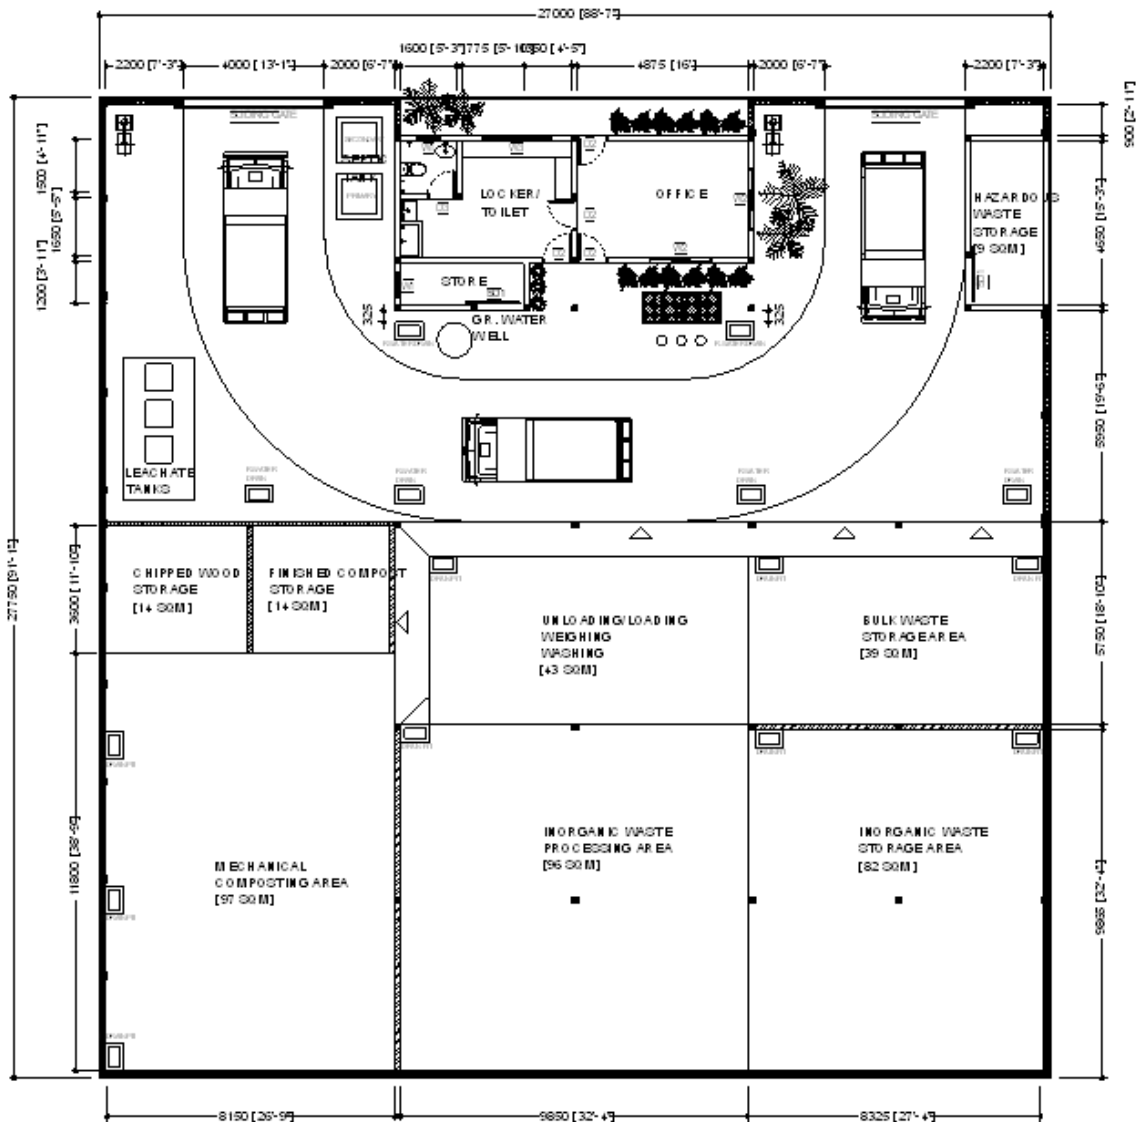 27000 [88'-7"]
2200 [7'-3"]
4000 [13'-1"]
2000 [6'-7"]
1600 [5'-3"]
4875 [16']
2000 [6'-7"]
2200 [7'-3"]
SLIDING GATE
SLIDING GATE
1500 [4'-11"]
1650 [5'-5"]
1200 [3'-11"]
LOCKER/
TOILET
OFFICE
HAZARDOUS
WASTE
STORAGE
[9 SQM]
STORE
GR. WATER
WELL
325
325
LEACHATE
TANKS
5950 [19'-6"]
27750 [91'-1"]
3600 [11'-10"]
CHIPPED WOOD
STORAGE
[14 SQM]
FINISHED COMPOST
STORAGE
[14 SQM]
UNLOADING/LOADING
WEIGHING
WASHING
[43 SQM]
BULK WASTE
STORAGE AREA
[39 SQM]
5750 [18'-10"]
MECHANICAL
COMPOSTING AREA
[97 SQM]
INORGANIC WASTE
PROCESSING AREA
[96 SQM]
INORGANIC WASTE
STORAGE AREA
[82 SQM]
11800 [38'-9"]
9865 [32'-4"]
8150 [26'-9"]
9850 [32'-4"]
8325 [27'-4"]